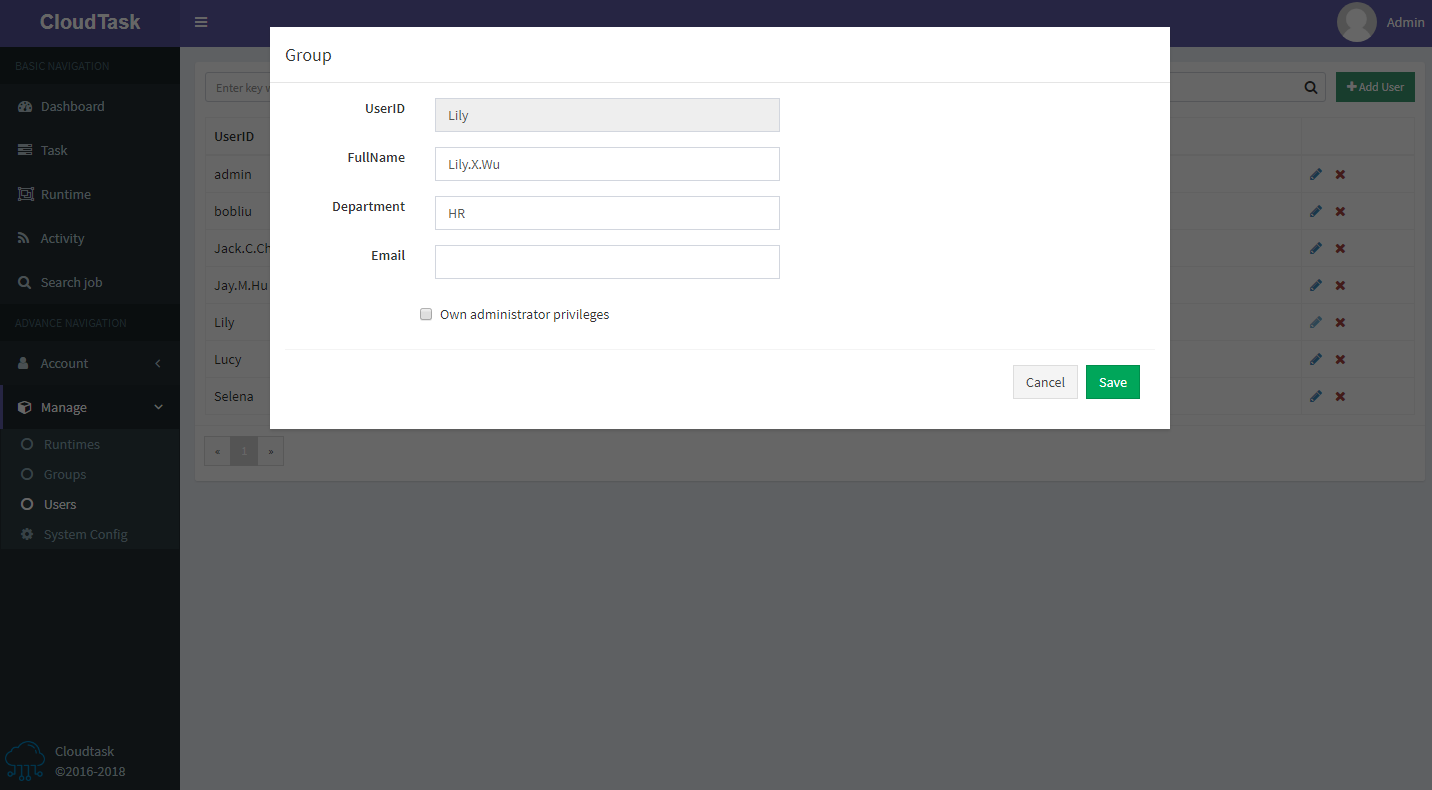 CloudTask
Admin
BASIC NAVIGATION
Dashboard
Task
Runtime
Activity
Search job
ADVANCE NAVIGATION
Account
Manage
Runtimes
Groups
Users
System Config
Cloudtask
©2016-2018
Enter key
Add User
UserID
admin
bobliu
Jack.C.Ch
Jay.M.Hu
Lily
Lucy
Selena
« 1 »
Group
UserID Lily
FullName Lily.X.Wu
Department HR
Email
Own administrator privileges
Cancel Save